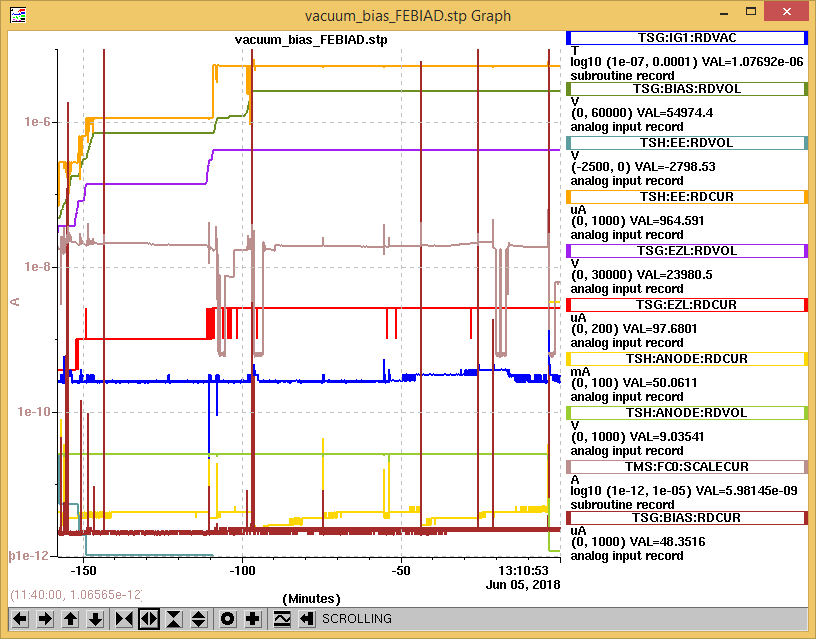 vacuum_bias_FEBIAD.stp Graph
vacuum_bias_FEBIAD.stp
1e-6
1e-8
A
1e-10
1e-12
-150
-100
-50
13:10:53
Jun 05, 2018
(Minutes)
(11:40:00, 1.06565e-12)
SCROLLING
TSG:IG1:RDVAC
T
log10 (1e-07, 0.0001) VAL=1.07692e-06
subroutine record
TSG:BIAS:RDVOL
V
(0, 60000) VAL=54974.4
analog input record
TSH:EE:RDVOL
V
(-2500, 0) VAL=-2798.53
analog input record
TSH:EE:RDCUR
uA
(0, 1000) VAL=964.591
analog input record
TSG:EZL:RDVOL
V
(0, 30000) VAL=23980.5
analog input record
TSG:EZL:RDCUR
uA
(0, 200) VAL=97.6801
analog input record
TSH:ANODE:RDCUR
mA
(0, 100) VAL=50.0611
analog input record
TSH:ANODE:RDVOL
V
(0, 1000) VAL=9.03541
analog input record
TMS:FC0:SCALECUR
A
log10 (1e-12, 1e-05) VAL=5.98145e-09
subroutine record
TSG:BIAS:RDCUR
uA
(0, 1000) VAL=48.3516
analog input record